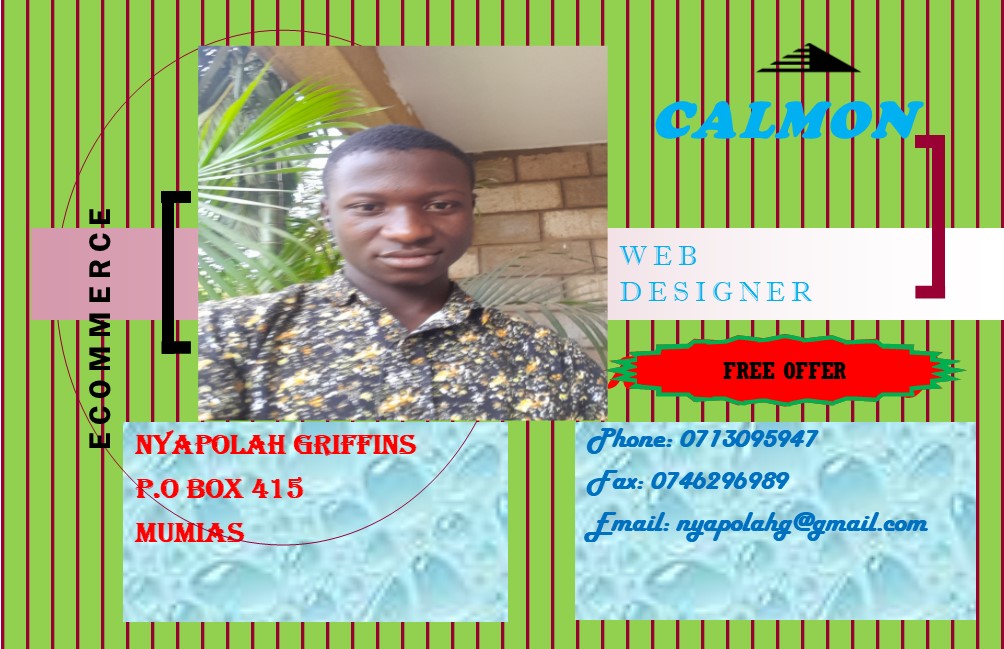 CALMON
ECOMMERCE
WEB
DESIGNER
FREE OFFER
NYAPOLAH GRIFFINS
P.O BOX 415
MUMIAS
Phone: 0713095947
Fax: 0746296989
Email: nyapolahg@gmail.com